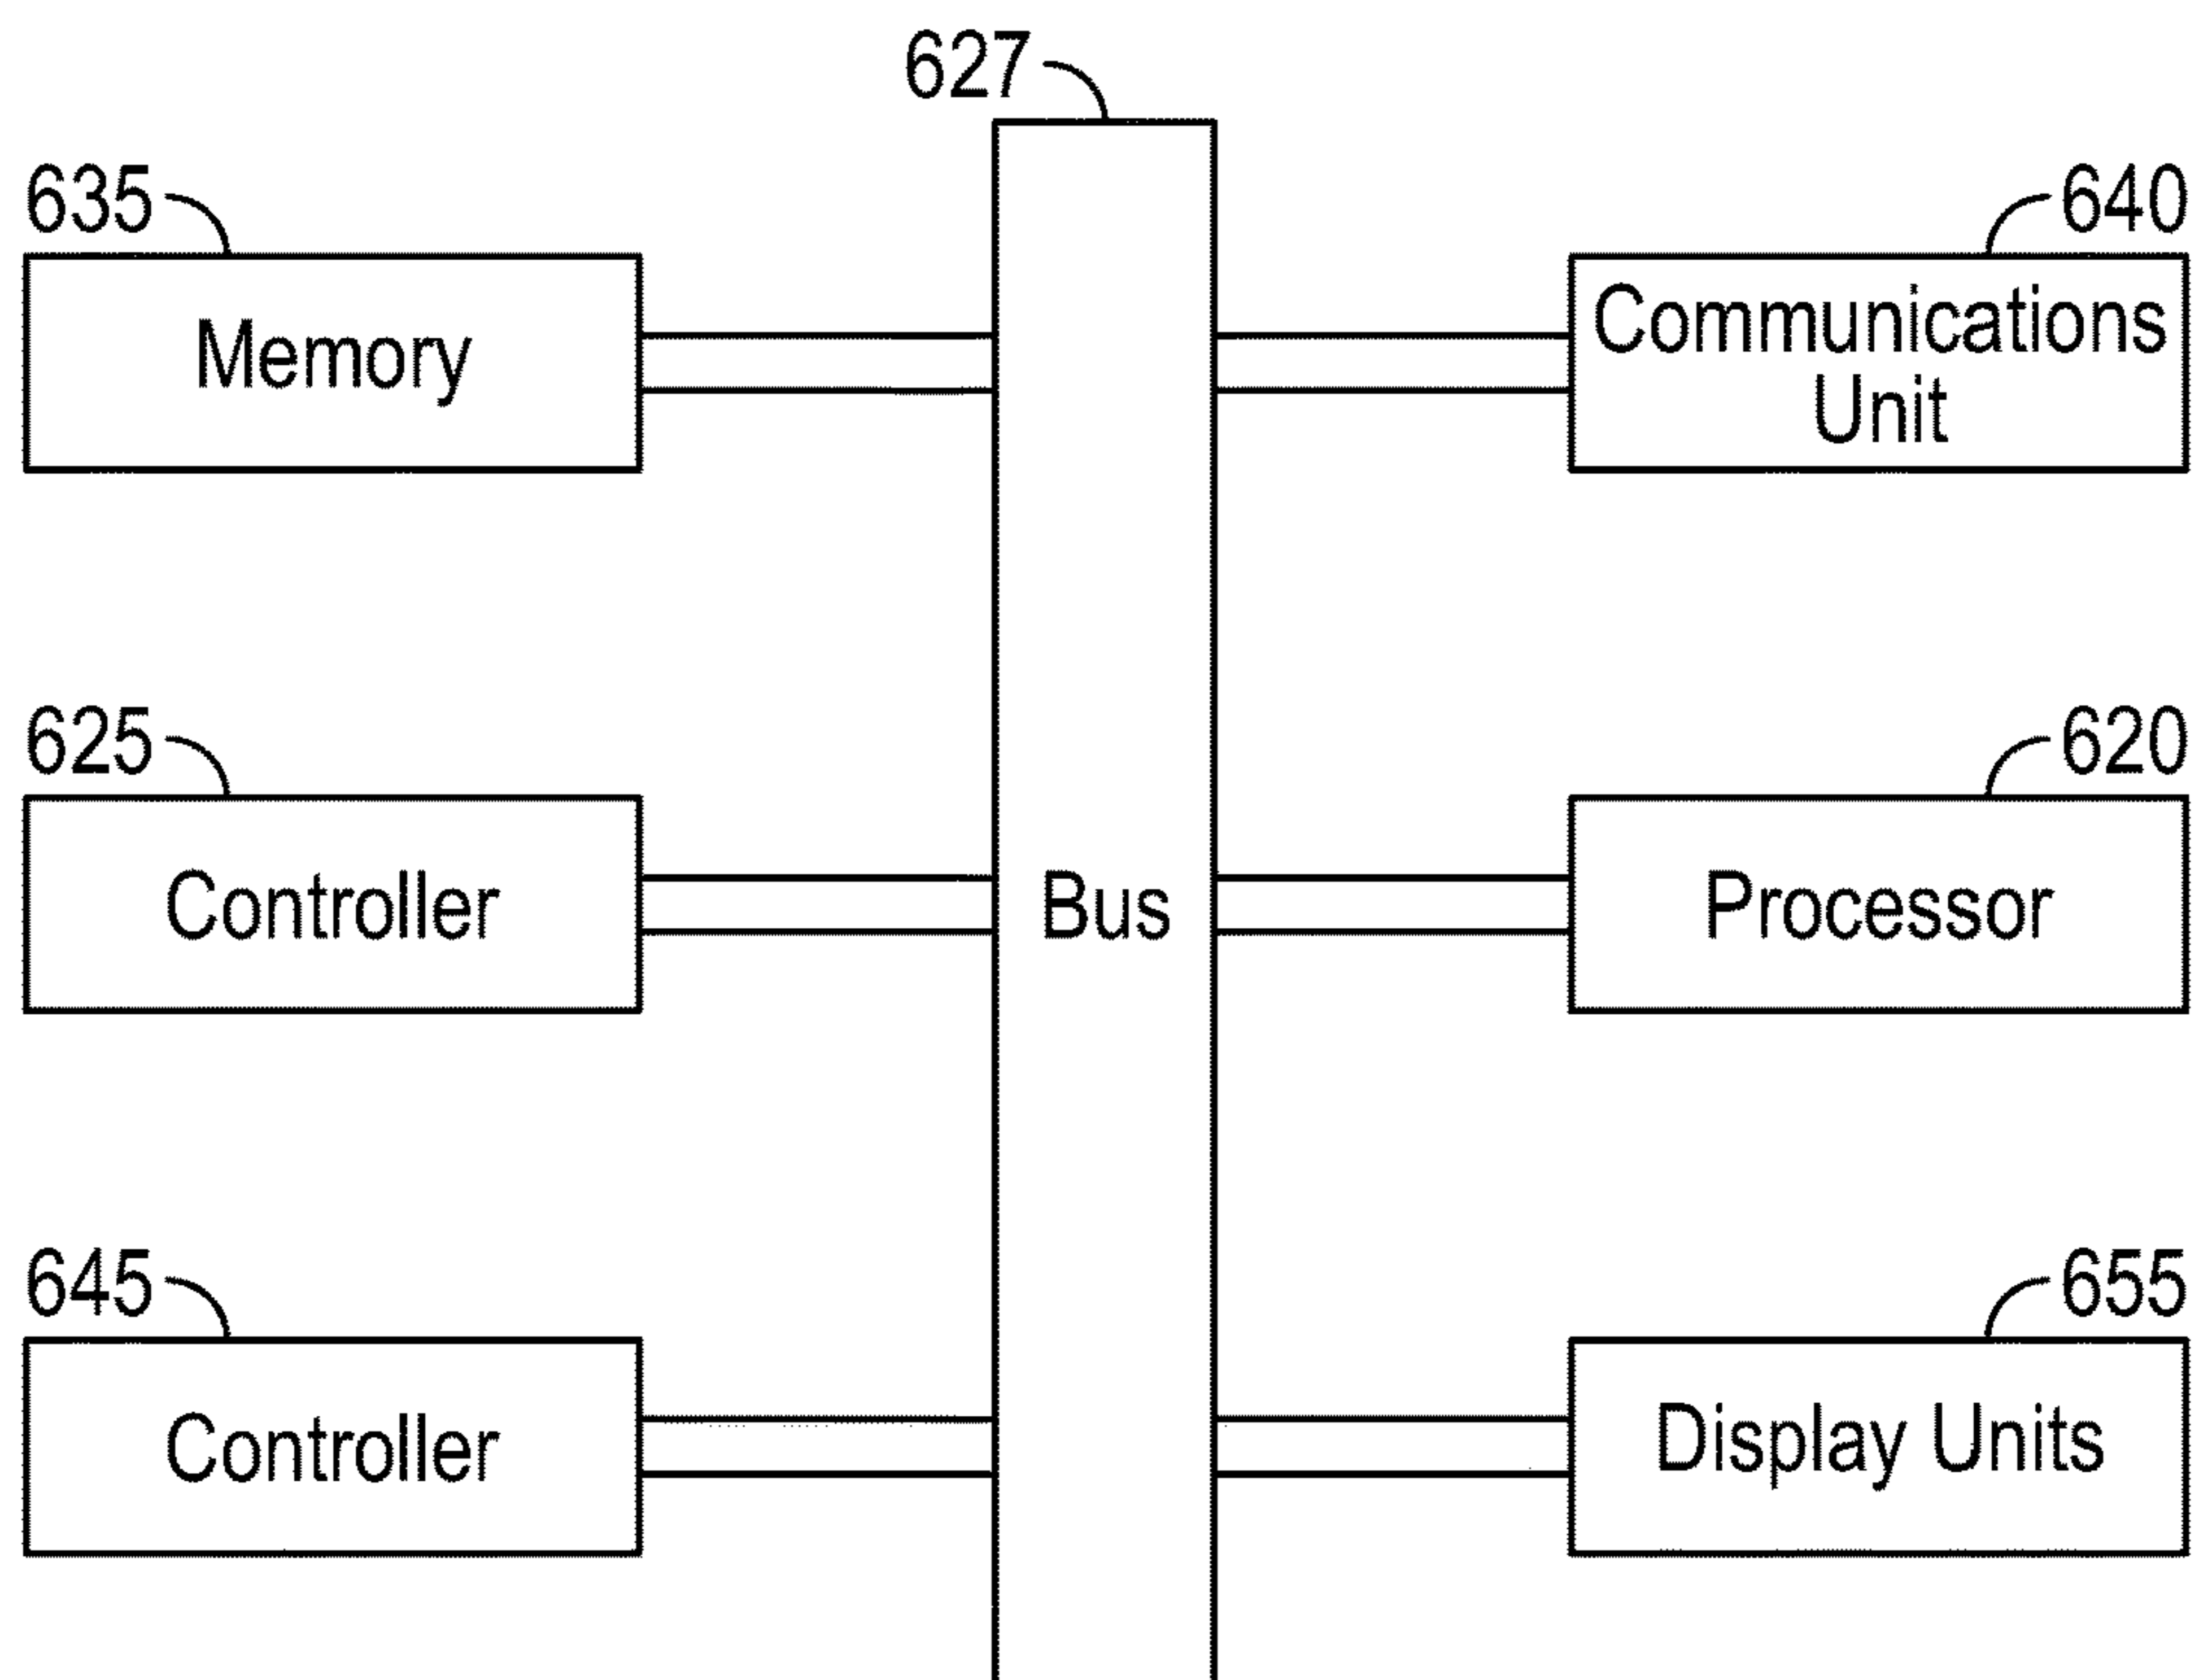 627
635
640
Memory
Communications
Unit
625
620
Controller
Bus
Processor
645
655
Controller
Display Units